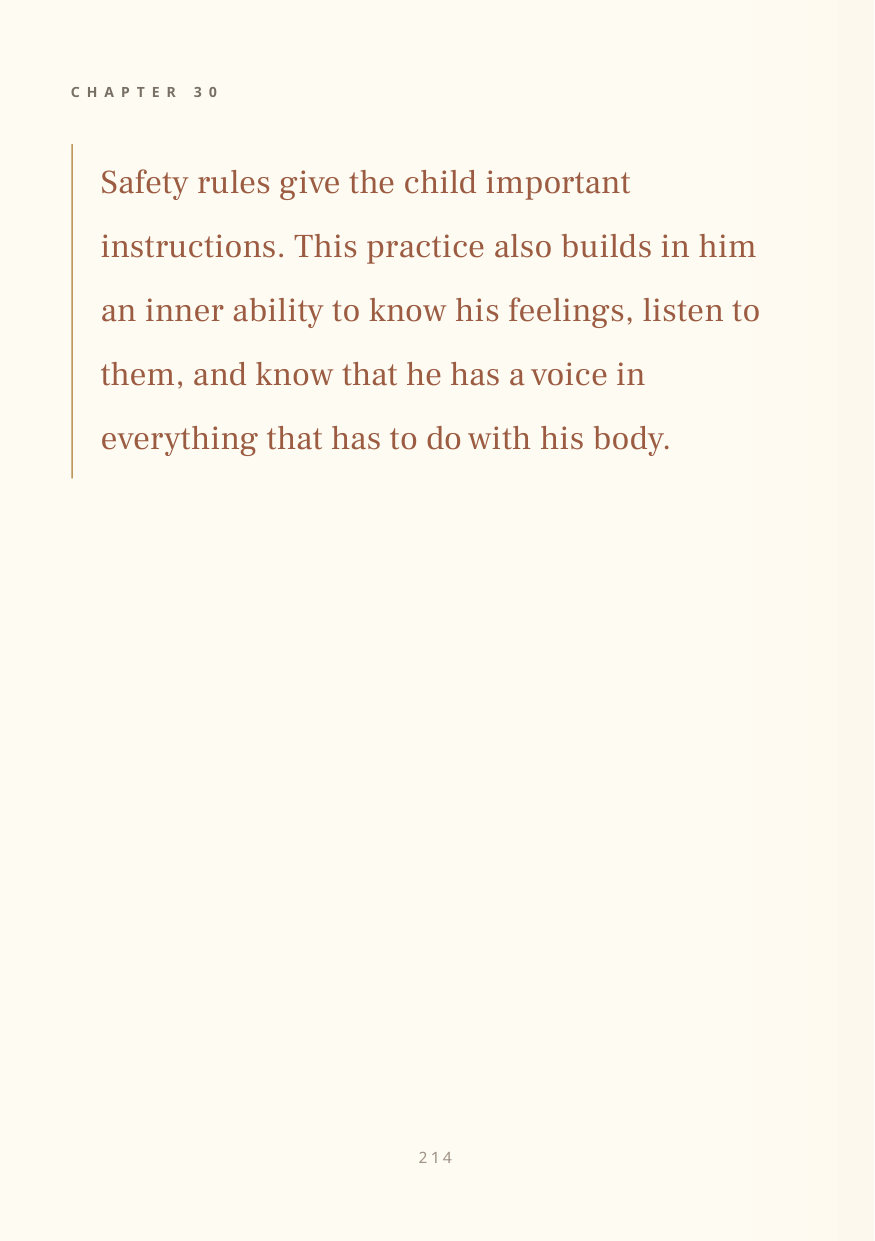 CHAPTER 30
Safety rules give the child important
instructions. This practice also builds in him
an inner ability to know his feelings, listen to
them, and know that he has a voice in
everything that has to do with his body.
214